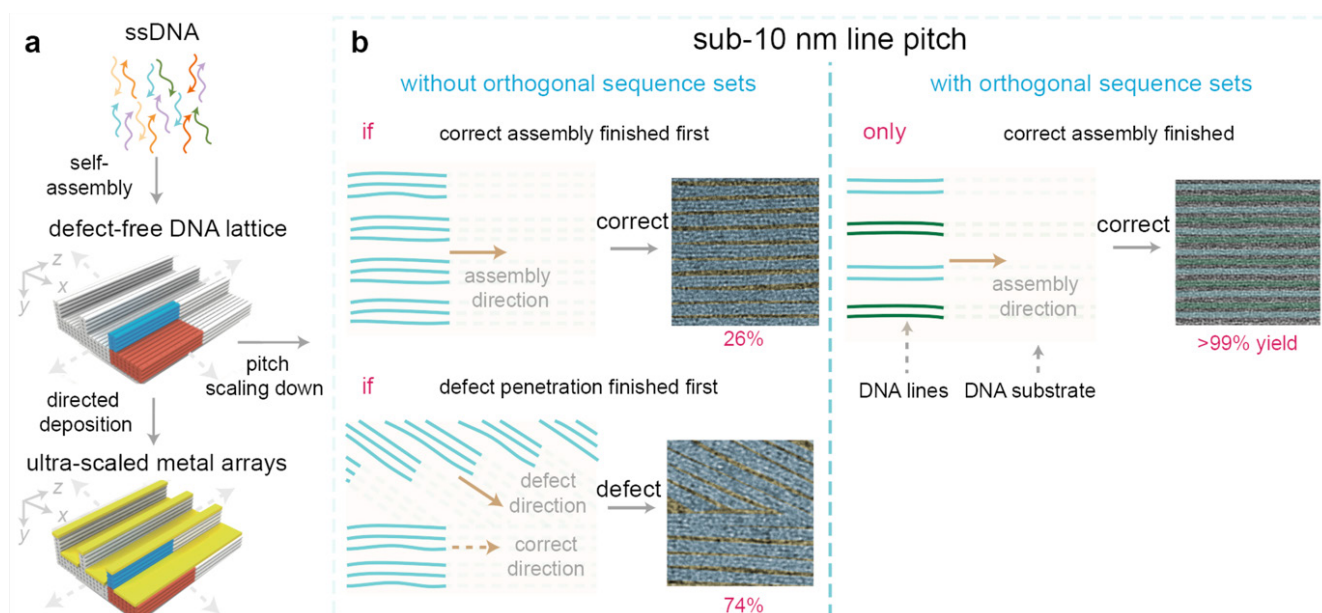 a
ssDNA
self-
assembly
defect-free DNA lattice
z
x
y
pitch
scaling down
directed
deposition
ultra-scaled metal arrays
z
x
y
b
sub-10 nm line pitch
without orthogonal sequence sets
if
correct assembly finished first
assembly
direction
correct
26%
if
defect penetration finished first
defect
direction
correct
direction
defect
74%
with orthogonal sequence sets
only
correct assembly finished
assembly
direction
correct
>99% yield
DNA lines
DNA substrate